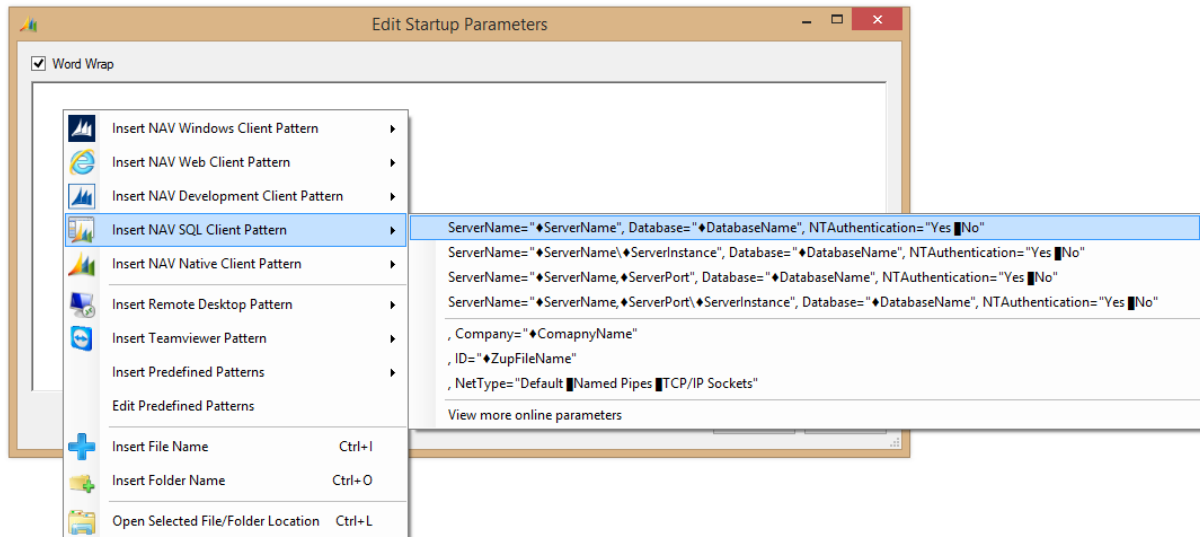 Edit Startup Parameters
Word Wrap
Insert NAV Windows Client Pattern
Insert NAV Web Client Pattern
Insert NAV Development Client Pattern
Insert NAV SQL Client Pattern
ServerName="♦ServerName", Database="♦DatabaseName", NTAuthentication="Yes█No"
ServerName="♦ServerName\♦ServerInstance", Database="♦DatabaseName", NTAuthentication="Yes█No"
ServerName="♦ServerName,♦ServerPort", Database="♦DatabaseName", NTAuthentication="Yes█No"
ServerName="♦ServerName,♦ServerPort\♦ServerInstance", Database="♦DatabaseName", NTAuthentication="Yes█No"
, Company="♦ComapnyName"
, ID="♦ZupFileName"
, NetType="Default █Named Pipes █TCP/IP Sockets"
View more online parameters
Insert NAV Native Client Pattern
Insert Remote Desktop Pattern
Insert Teamviewer Pattern
Insert Predefined Patterns
Edit Predefined Patterns
Insert File Name Ctrl+I
Insert Folder Name Ctrl+O
Open Selected File/Folder Location Ctrl+L